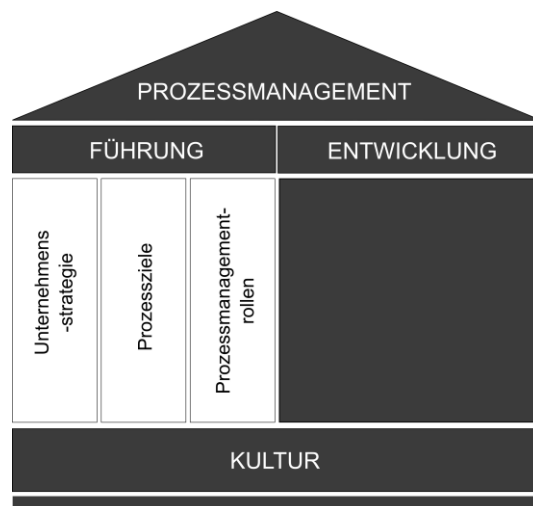 PROZESSMANAGEMENT
FÜHRUNG
ENTWICKLUNG
Unternehmens
-strategie
Prozessziele
Prozessmanagement-
rollen
KULTUR